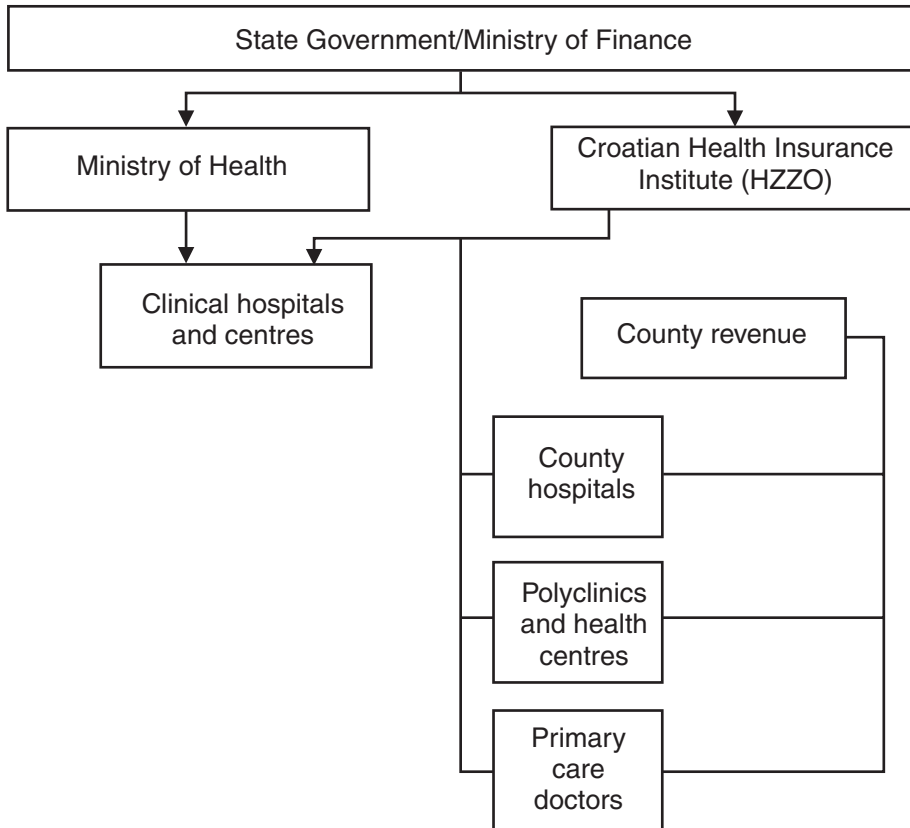 State Government/Ministry of Finance
Ministry of Health
Croatian Health Insurance
Institute (HZZO)
Clinical hospitals
and centres
County revenue
County
hospitals
Polyclinics
and health
centres
Primary
care
doctors